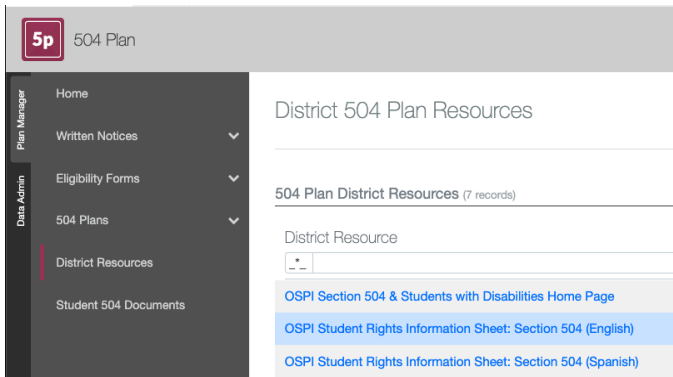 5p 504 Plan
Plan Manager
Data Admin
Home
Written Notices
Eligibility Forms
504 Plans
District Resources
Student 504 Documents
District 504 Plan Resources
504 Plan District Resources (7 records)
District Resource
_*_
OSPI Section 504 & Students with Disabilities Home Page
OSPI Student Rights Information Sheet: Section 504 (English)
OSPI Student Rights Information Sheet: Section 504 (Spanish)